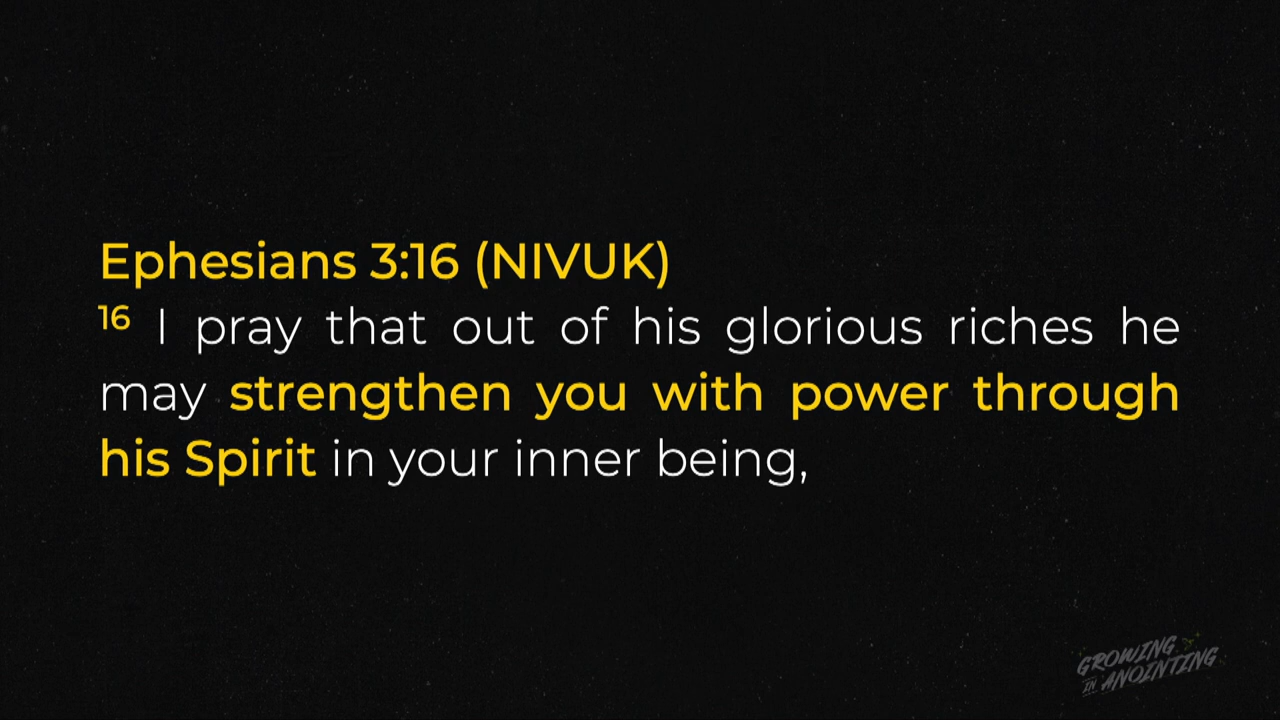 Ephesians 3:16 (NIVUK)
16 I pray that out of his glorious riches he
may strengthen you with power through
his Spirit in your inner being,
GROWING
IN ANOINTING